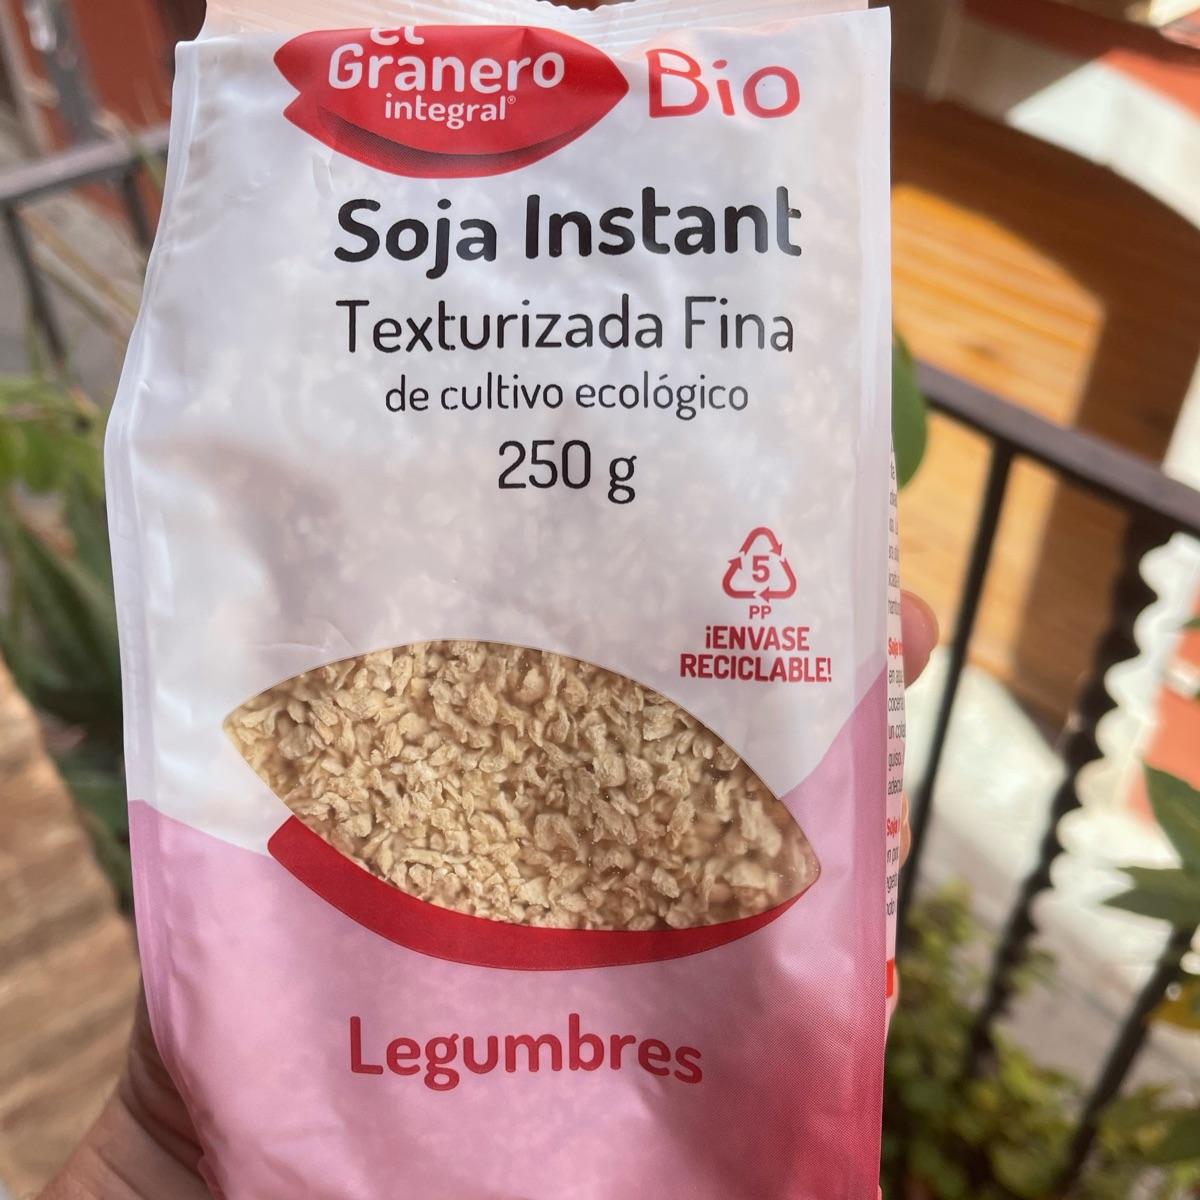 el
Granero
integral®
Bio
Soja Instant
Texturizada Fina
de cultivo ecológico
250 g
5
PP
¡ENVASE
RECICLABLE!
Legumbres